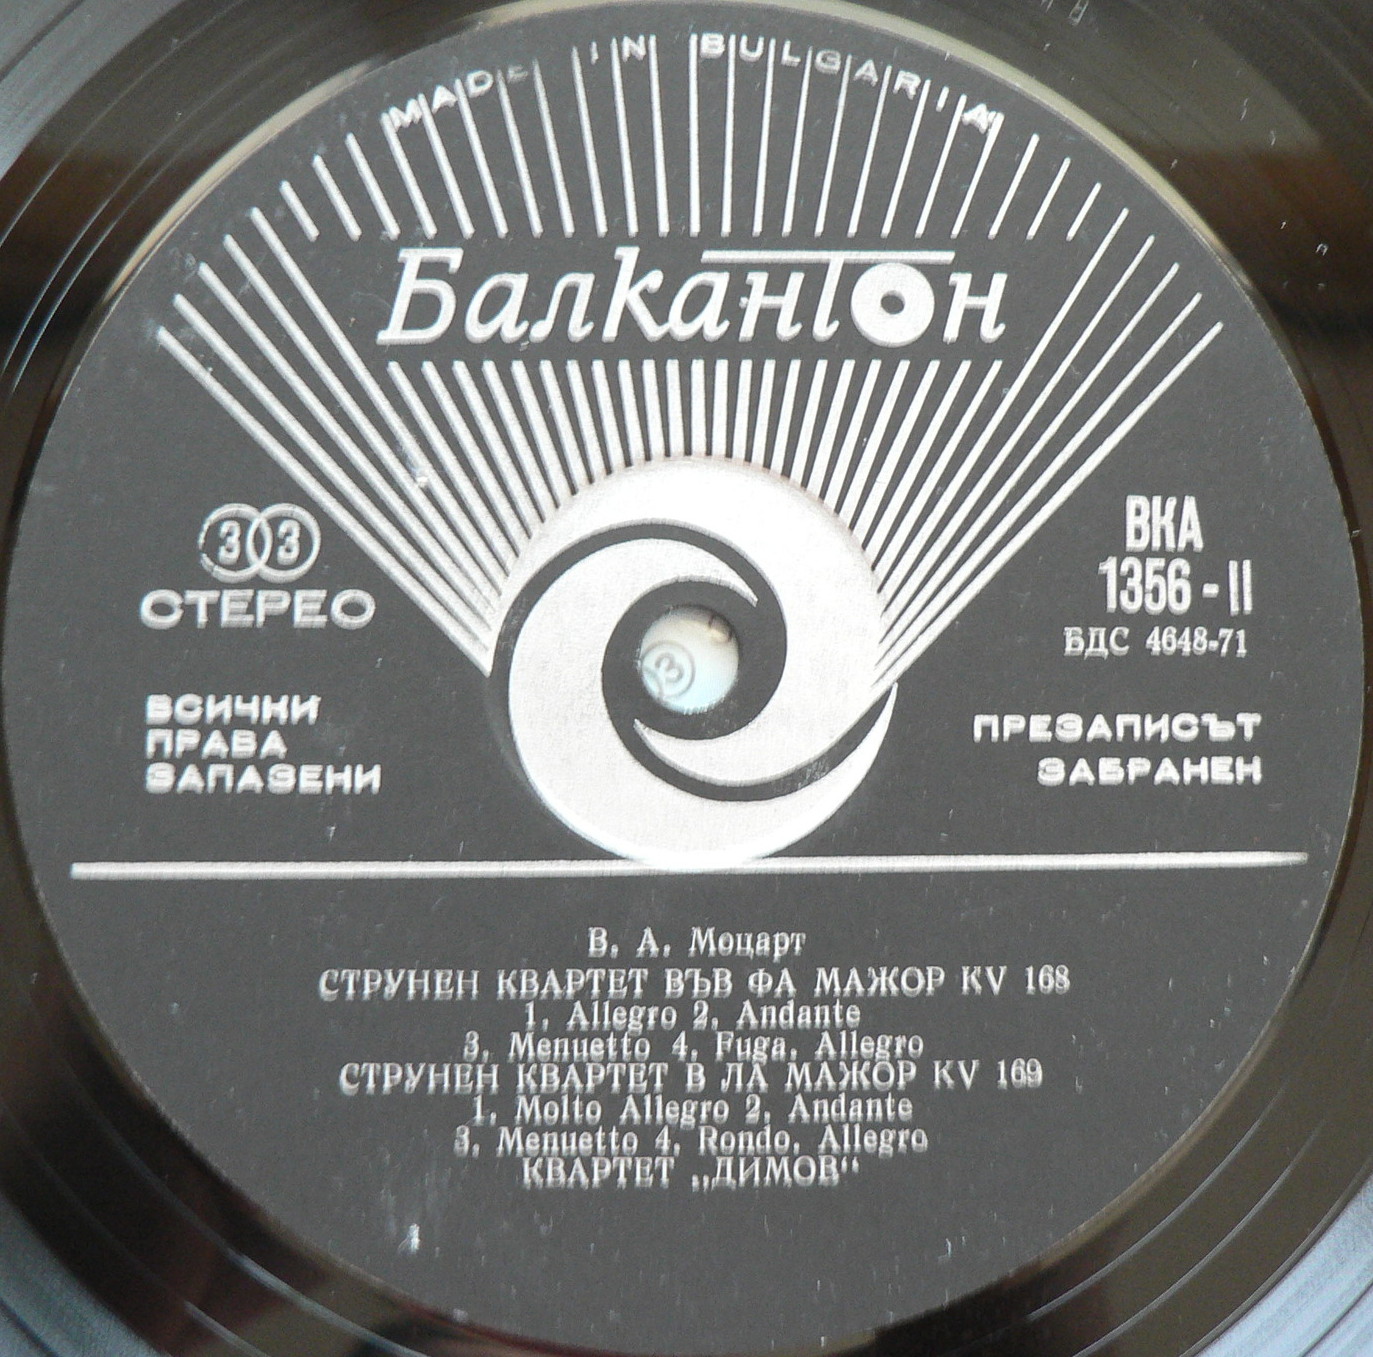 MADE IN BULGARIA
Балкантон
33
СТЕРЕО
ВКА
1356 - II
БДС 4648-71
ВСИЧКИ
ПРАВА
ЗАПАЗЕНИ
ПРЕЗАПИСЪТ
ЗАБРАНЕН
В. А. Моцарт
СТРУНЕН КВАРТЕТ ВЪВ ФА МАЖОР KV 168
1. Allegro 2. Andante
3. Menuetto 4. Fuga. Allegro
СТРУНЕН КВАРТЕТ В ЛА МАЖОР KV 169
1. Molto Allegro 2. Andante
3. Menuetto 4. Rondo. Allegro
КВАРТЕТ „ДИМОВ“